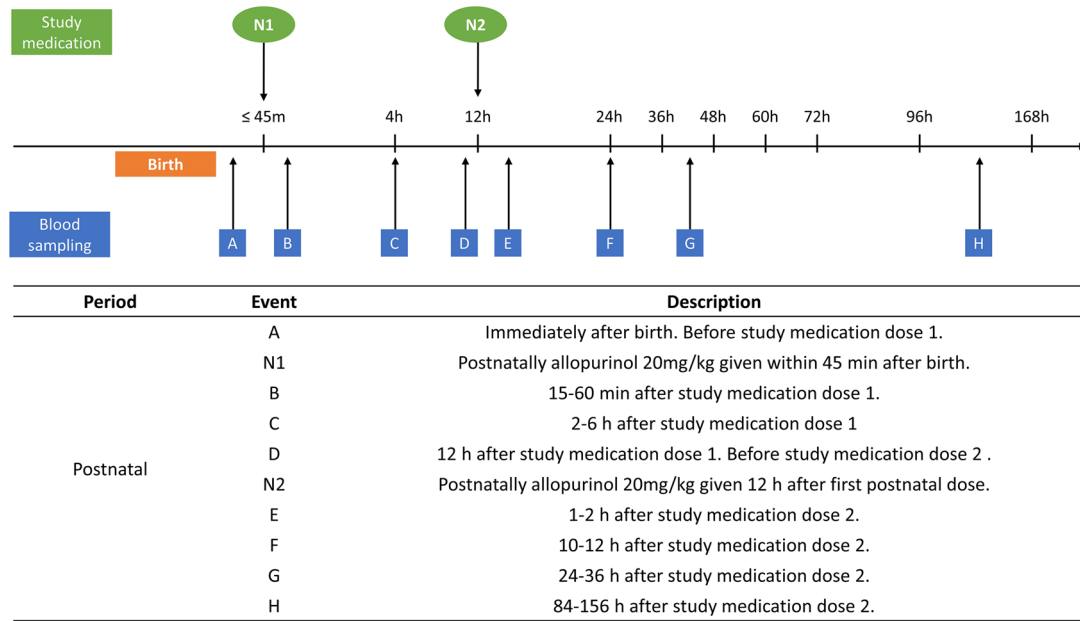 Study
medication
N1
N2
≤ 45m 4h 12h 24h 36h 48h 60h 72h 96h 168h
Birth
Blood
sampling
A B C D E F G H
Period Event Description
A Immediately after birth. Before study medication dose 1.
N1 Postnatally allopurinol 20mg/kg given within 45 min after birth.
B 15-60 min after study medication dose 1.
C 2-6 h after study medication dose 1
D 12 h after study medication dose 1. Before study medication dose 2 .
Postnatal
N2 Postnatally allopurinol 20mg/kg given 12 h after first postnatal dose.
E 1-2 h after study medication dose 2.
F 10-12 h after study medication dose 2.
G 24-36 h after study medication dose 2.
H 84-156 h after study medication dose 2.